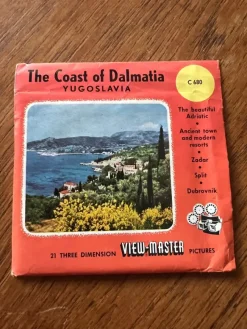 The Coast of Dalmatia
YUGOSLAVIA
C 680
The beautiful
Adriatic
•
Ancient town
and modern
resorts
•
Zadar
•
Split
•
Dubrovnik
21 THREE DIMENSION VIEW-MASTER PICTURES